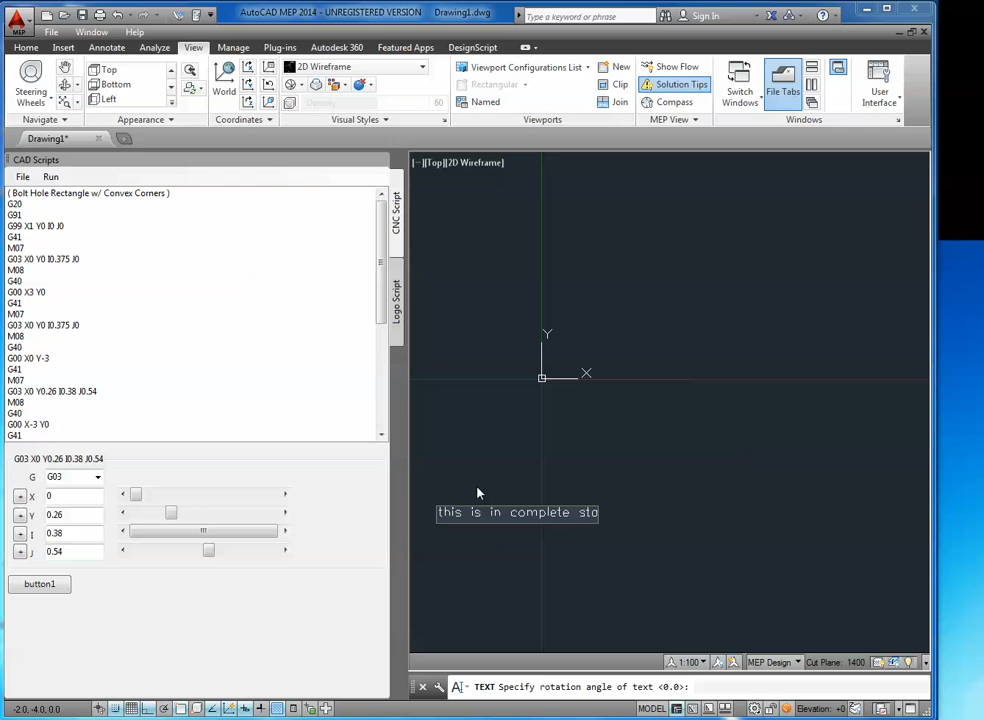 MEP
AutoCAD MEP 2014 - UNREGISTERED VERSION Drawing1.dwg
Type a keyword or phrase
Sign In
File Window Help
Home Insert Annotate Analyze View Manage Plug-ins Autodesk 360 Featured Apps DesignScript
Steering Wheels
Top
Bottom
Left
World
2D Wireframe
Density 60
Viewport Configurations List
Rectangular
Named
New
Clip
Join
Show Flow
Solution Tips
Compass
Switch Windows
File Tabs
User Interface
Navigate Appearance Coordinates Visual Styles Viewports MEP View Windows
Drawing1*
CAD Scripts
File Run
( Bolt Hole Rectangle w/ Convex Corners )
G20
G91
G99 X1 Y0 I0 J0
G41
M07
G03 X0 Y0 I0.375 J0
M08
G40
G00 X3 Y0
G41
M07
G03 X0 Y0 I0.375 J0
M08
G40
G00 X0 Y-3
G41
M07
G03 X0 Y0.26 I0.38 J0.54
M08
G40
G00 X-3 Y0
G41
CNC Script
Logo Script
G03 X0 Y0.26 I0.38 J0.54
G G03
+ X 0
+ Y 0.26
+ I 0.38
+ J 0.54
button1
[−][Top][2D Wireframe]
Y
X
this is in complete sto
1:100 MEP Design Cut Plane: 1400
TEXT Specify rotation angle of text <0.0>:
-2.0, -4.0, 0.0
MODEL
Elevation: +0